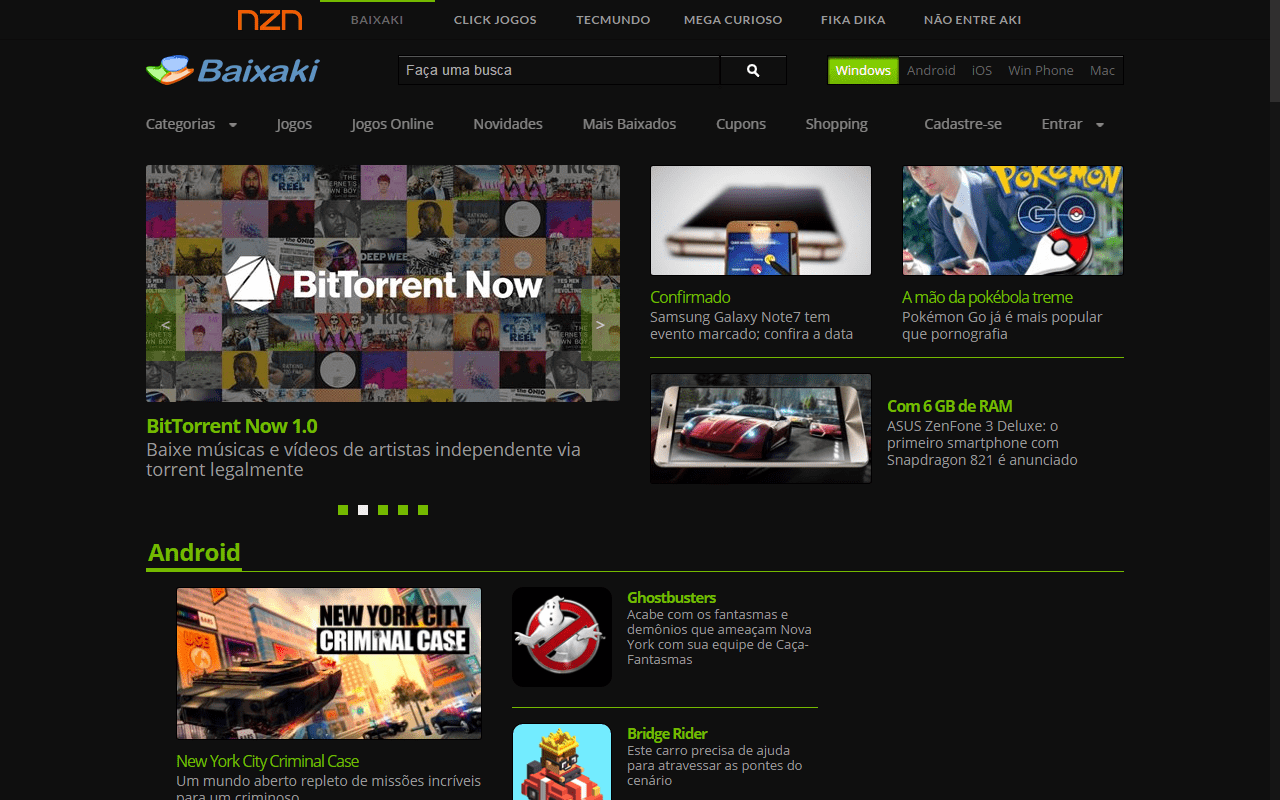 nzn
BAIXAKI
CLICK JOGOS
TECMUNDO
MEGA CURIOSO
FIKA DIKA
NÃO ENTRE AKI
Baixaki
Faça uma busca
Windows
Android
iOS
Win Phone
Mac
Categorias
Jogos
Jogos Online
Novidades
Mais Baixados
Cupons
Shopping
Cadastre-se
Entrar
BitTorrent Now
<
>
BitTorrent Now 1.0
Baixe músicas e vídeos de artistas independente via
torrent legalmente
Confirmado
Samsung Galaxy Note7 tem
evento marcado; confira a data
POKÉMON
GO
A mão da pokébola treme
Pokémon Go já é mais popular
que pornografia
Com 6 GB de RAM
ASUS ZenFone 3 Deluxe: o
primeiro smartphone com
Snapdragon 821 é anunciado
Android
NEW YORK CITY
CRIMINAL CASE
New York City Criminal Case
Um mundo aberto repleto de missões incríveis
para um criminoso
Ghostbusters
Acabe com os fantasmas e
demônios que ameaçam Nova
York com sua equipe de Caça-
Fantasmas
Bridge Rider
Este carro precisa de ajuda
para atravessar as pontes do
cenário